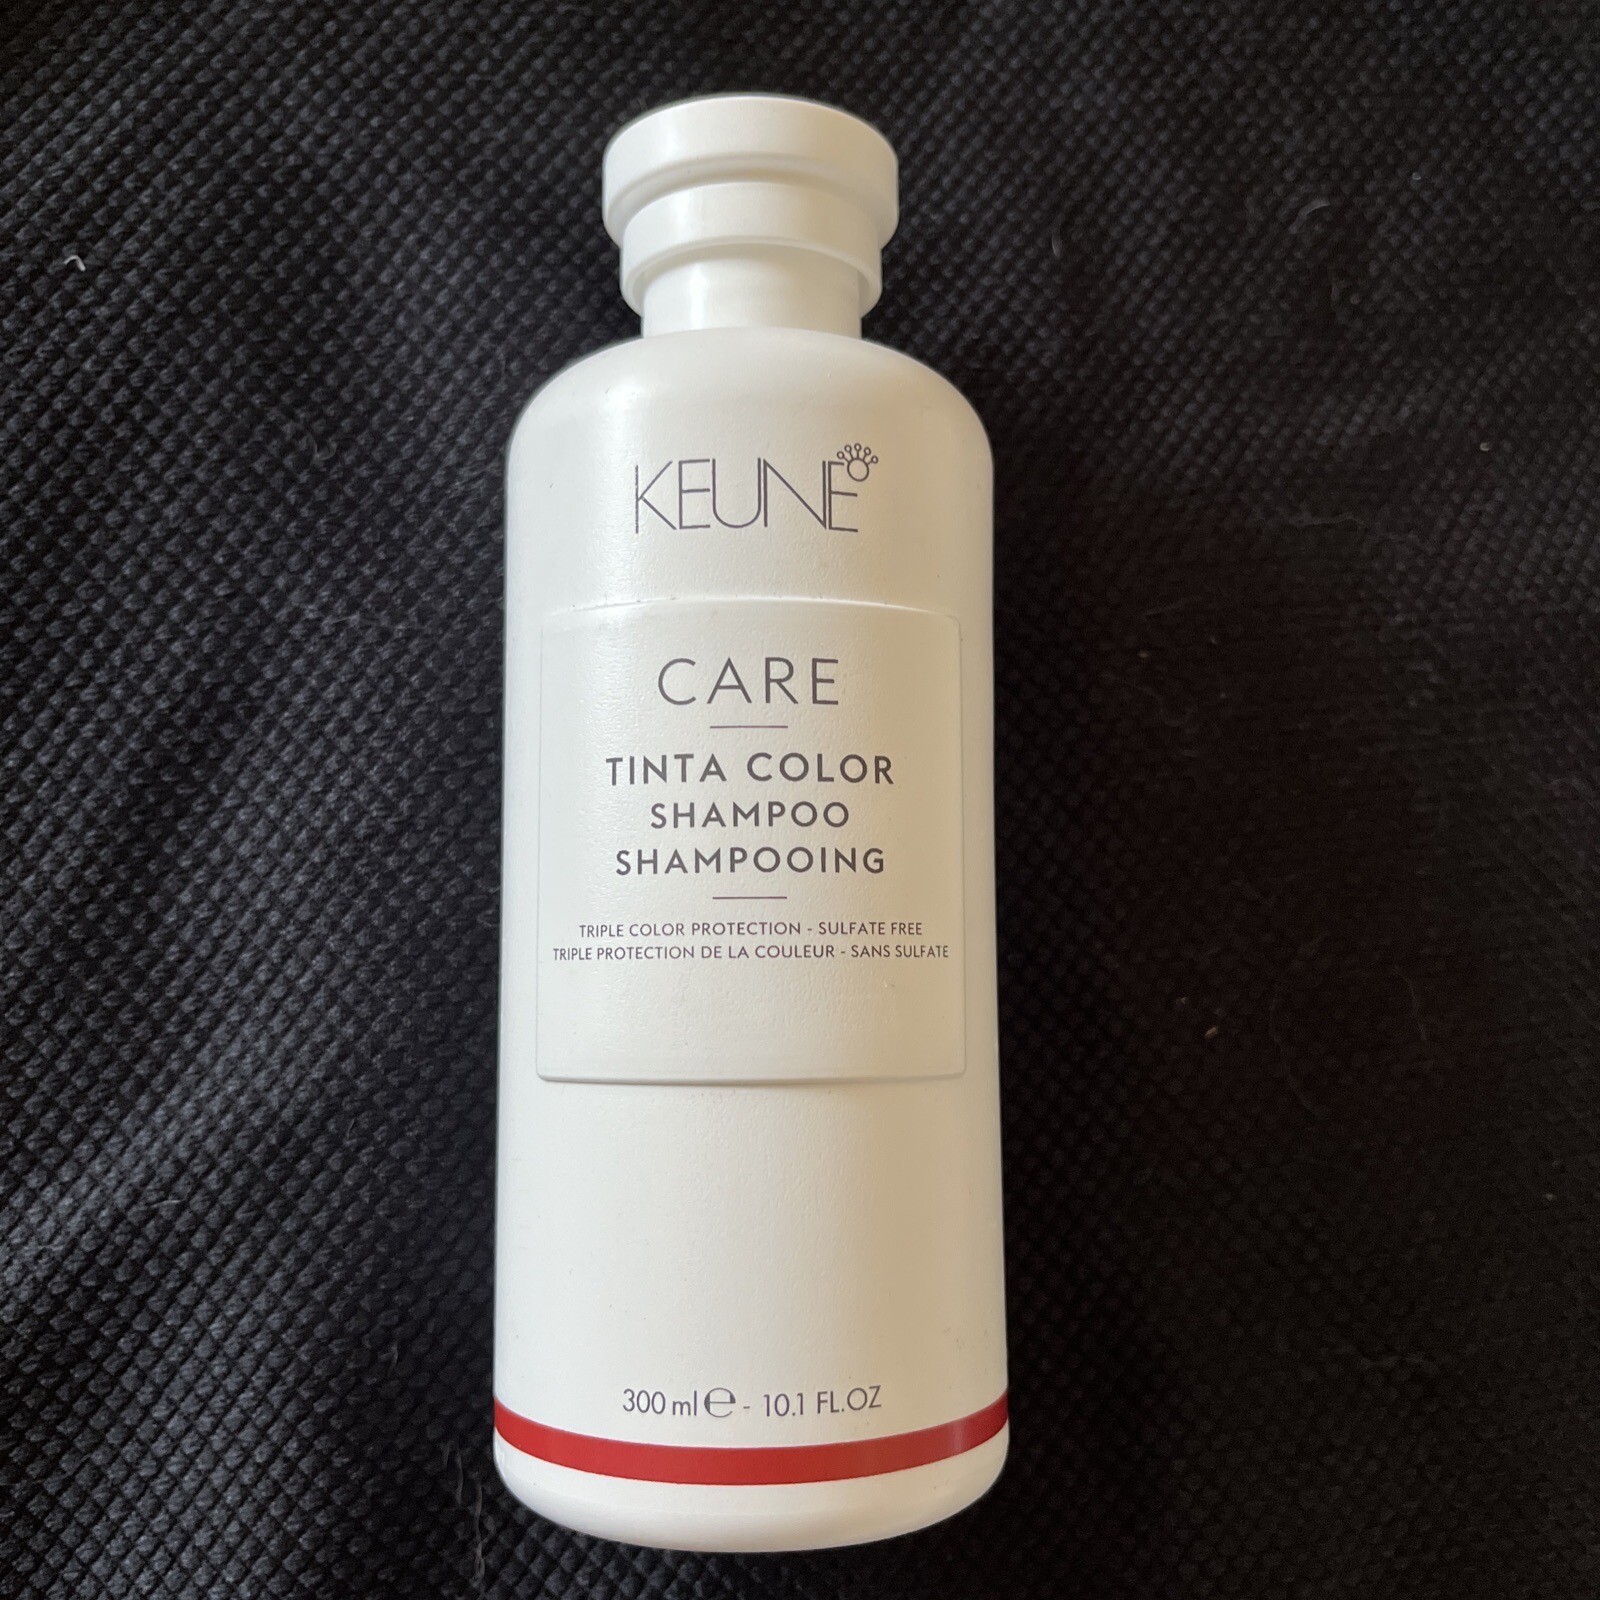 KEUNE
CARE
TINTA COLOR
SHAMPOO
SHAMPOOING
TRIPLE COLOR PROTECTION - SULFATE FREE
TRIPLE PROTECTION DE LA COULEUR - SANS SULFATE
300 ml ℮ - 10.1 FL.OZ